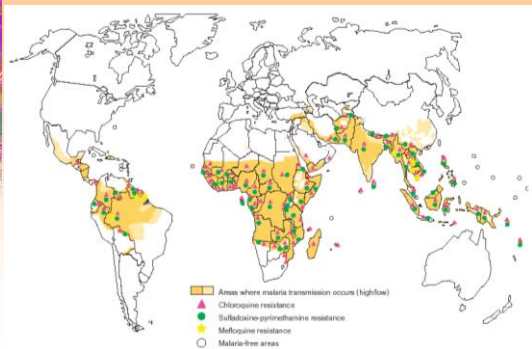 Areas where malaria transmission occurs (high/low)
Chloroquine resistance
Sulfadoxine-pyrimethamine resistance
Mefloquine resistance
Malaria-free areas